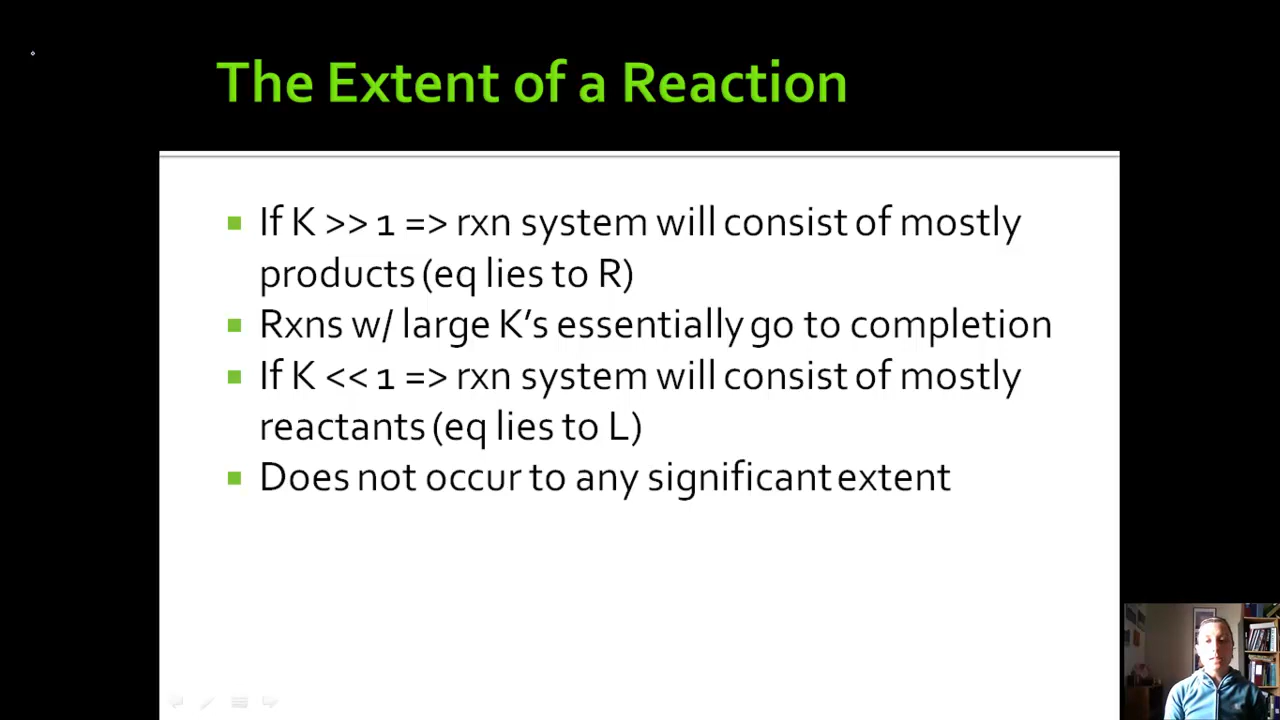 The Extent of a Reaction
If K >> 1 => rxn system will consist of mostly
products (eq lies to R)
Rxns w/ large K’s essentially go to completion
If K << 1 => rxn system will consist of mostly
reactants (eq lies to L)
Does not occur to any significant extent